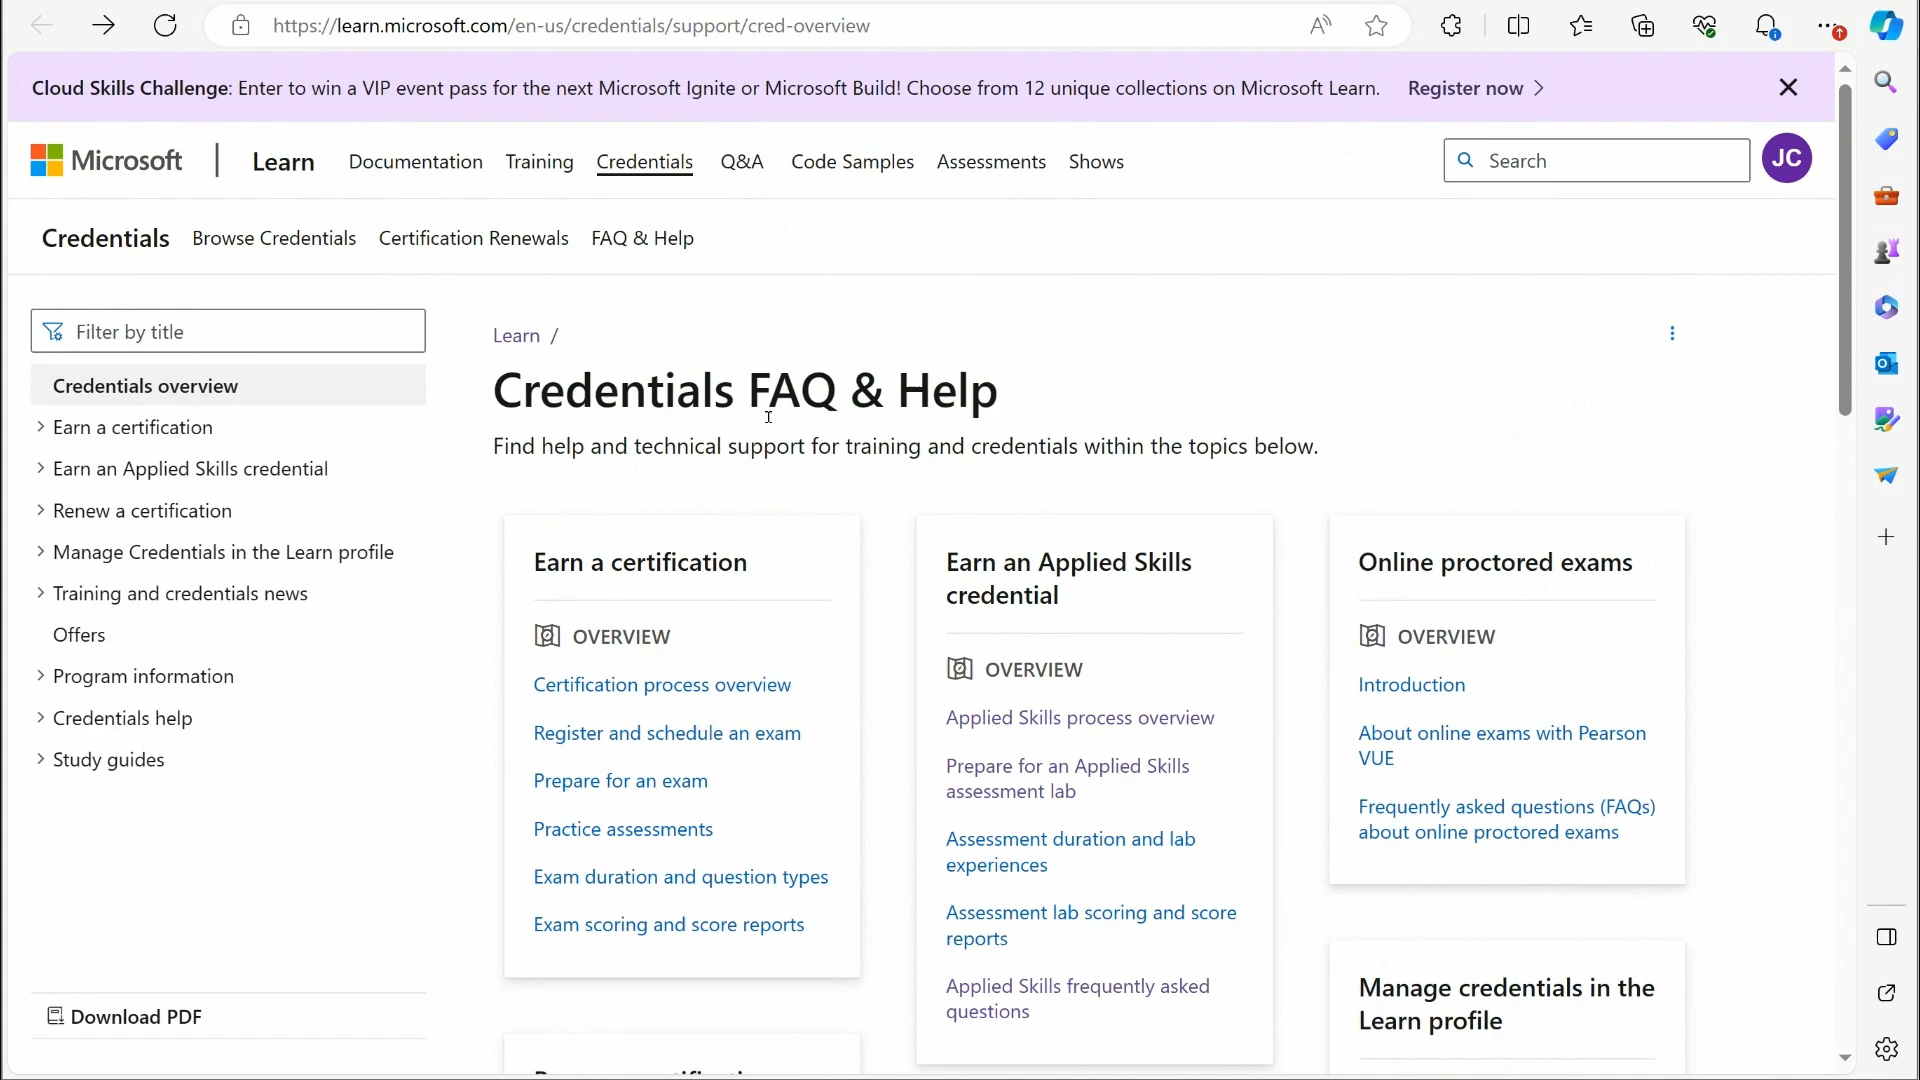 https://learn.microsoft.com/en-us/credentials/support/cred-overview
Cloud Skills Challenge: Enter to win a VIP event pass for the next Microsoft Ignite or Microsoft Build! Choose from 12 unique collections on Microsoft Learn. Register now
Microsoft Learn Documentation Training Credentials Q&A Code Samples Assessments Shows Search JC
Credentials Browse Credentials Certification Renewals FAQ & Help
Filter by title
Credentials overview
Earn a certification
Earn an Applied Skills credential
Renew a certification
Manage Credentials in the Learn profile
Training and credentials news
Offers
Program information
Credentials help
Study guides
Download PDF
Learn /
Credentials FAQ & Help
Find help and technical support for training and credentials within the topics below.
Earn a certification
OVERVIEW
Certification process overview
Register and schedule an exam
Prepare for an exam
Practice assessments
Exam duration and question types
Exam scoring and score reports
Earn an Applied Skills
credential
OVERVIEW
Applied Skills process overview
Prepare for an Applied Skills
assessment lab
Assessment duration and lab
experiences
Assessment lab scoring and score
reports
Applied Skills frequently asked
questions
Online proctored exams
OVERVIEW
Introduction
About online exams with Pearson
VUE
Frequently asked questions (FAQs)
about online proctored exams
Manage credentials in the
Learn profile